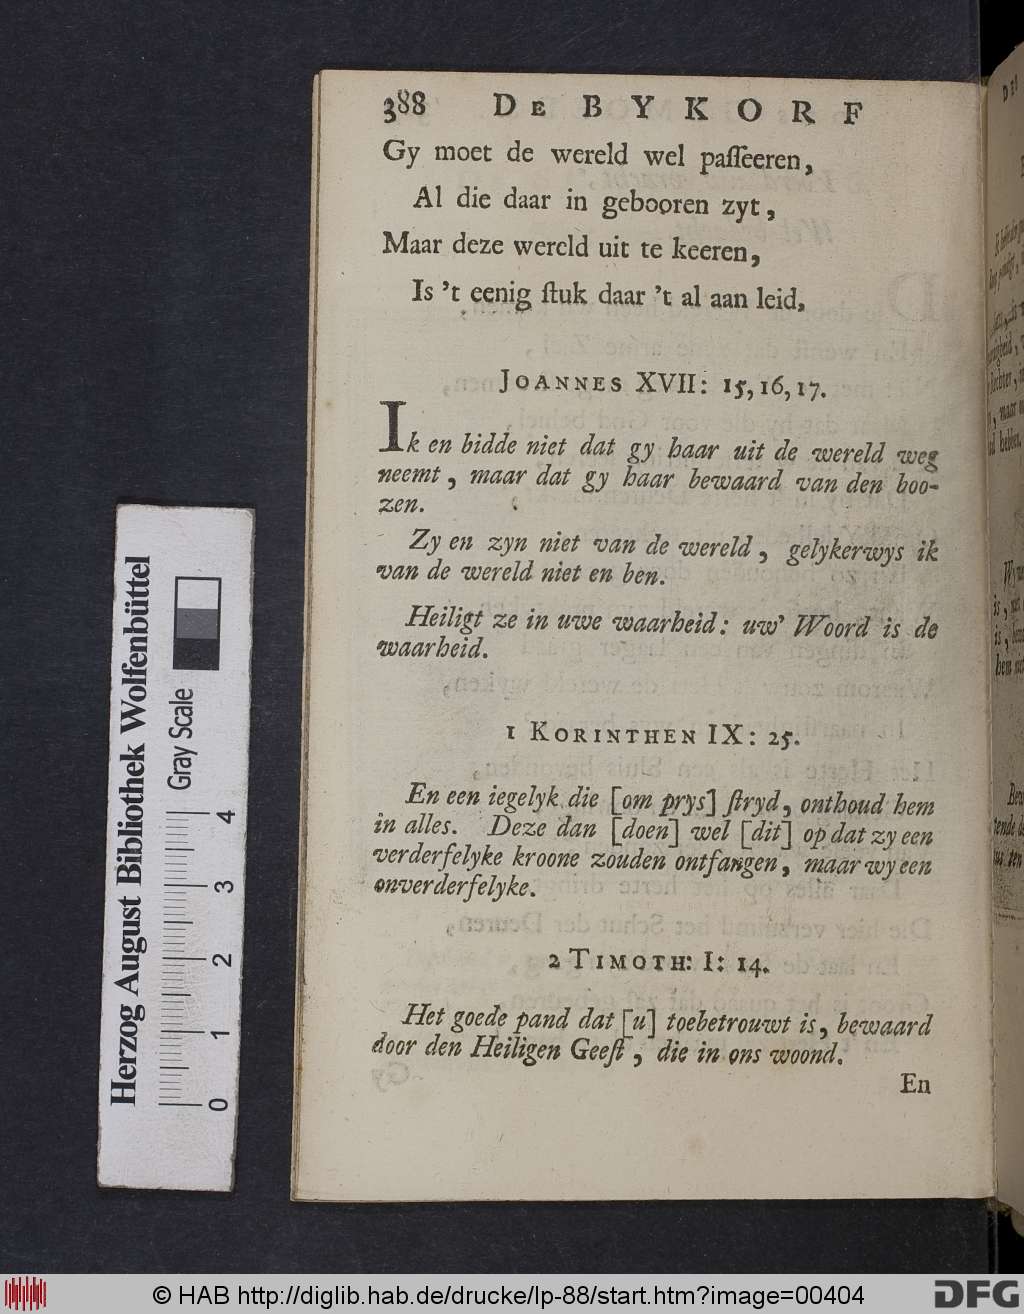 388 DE BYKORF
Gy moet de wereld wel paſſeeren,
Al die daar in gebooren zyt,
Maar deze wereld uit te keeren,
Is 't eenig ſtuk daar 't al aan leid,
JOANNES XVII: 15, 16, 17.
Ik en bidde niet dat gy haar uit de wereld weg
neemt, maar dat gy haar bewaard van den boo-
zen.
Zy en zyn niet van de wereld, gelykerwys ik
van de wereld niet en ben.
Heiligt ze in uwe waarheid: uw' Woord is de
waarheid.
1 KORINTHEN IX: 25.
En een iegelyk die [om prys] ſtryd, onthoud hem
in alles. Deze dan [doen] wel [dit] op dat zy een
verderfelyke kroone zouden ontfangen, maar wy een
onverderfelyke.
2 TIMOTH: I: 14.
Het goede pand dat [u] toebetrouwt is, bewaard
door den Heiligen Geeſt, die in ons woond.
En
Herzog August Bibliothek Wolfenbüttel
Gray Scale
0 1 2 3 4
© HAB http://diglib.hab.de/drucke/lp-88/start.htm?image=00404
DFG